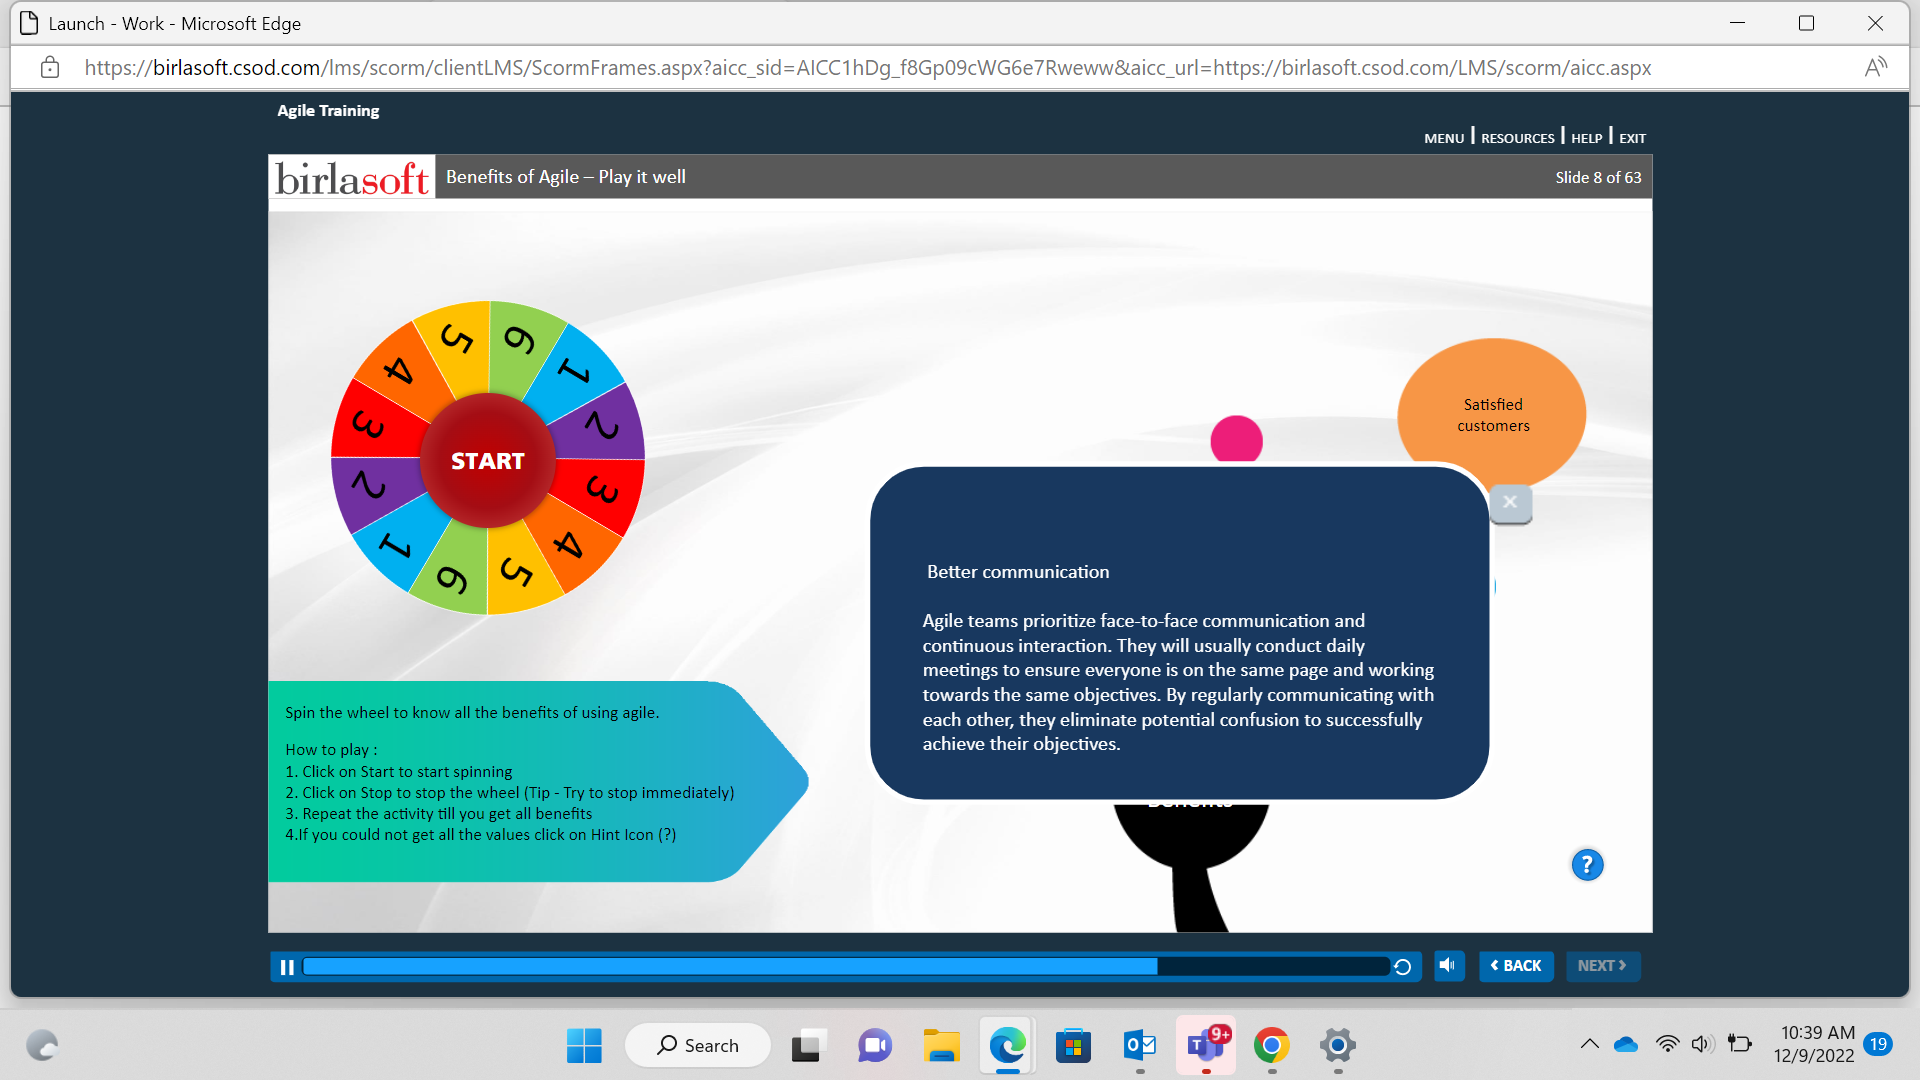 Launch - Work - Microsoft Edge
https://birlasoft.csod.com/lms/scorm/clientLMS/ScormFrames.aspx?aicc_sid=AICC1hDg_f8Gp09cWG6e7Rweww&aicc_url=https://birlasoft.csod.com/LMS/scorm/aicc.aspx
Agile Training
MENU | RESOURCES | HELP | EXIT
birlasoft
Benefits of Agile – Play it well
Slide 8 of 63
5
6
1
2
3
4
5
6
1
2
3
4
START
Satisfied
customers
×
Better communication
Agile teams prioritize face-to-face communication and
continuous interaction. They will usually conduct daily
meetings to ensure everyone is on the same page and working
towards the same objectives. By regularly communicating with
each other, they eliminate potential confusion to successfully
achieve their objectives.
Benefits
Spin the wheel to know all the benefits of using agile.
How to play :
1. Click on Start to start spinning
2. Click on Stop to stop the wheel (Tip - Try to stop immediately)
3. Repeat the activity till you get all benefits
4.If you could not get all the values click on Hint Icon (?)
?
BACK
NEXT
Search
9+
10:39 AM
12/9/2022
19